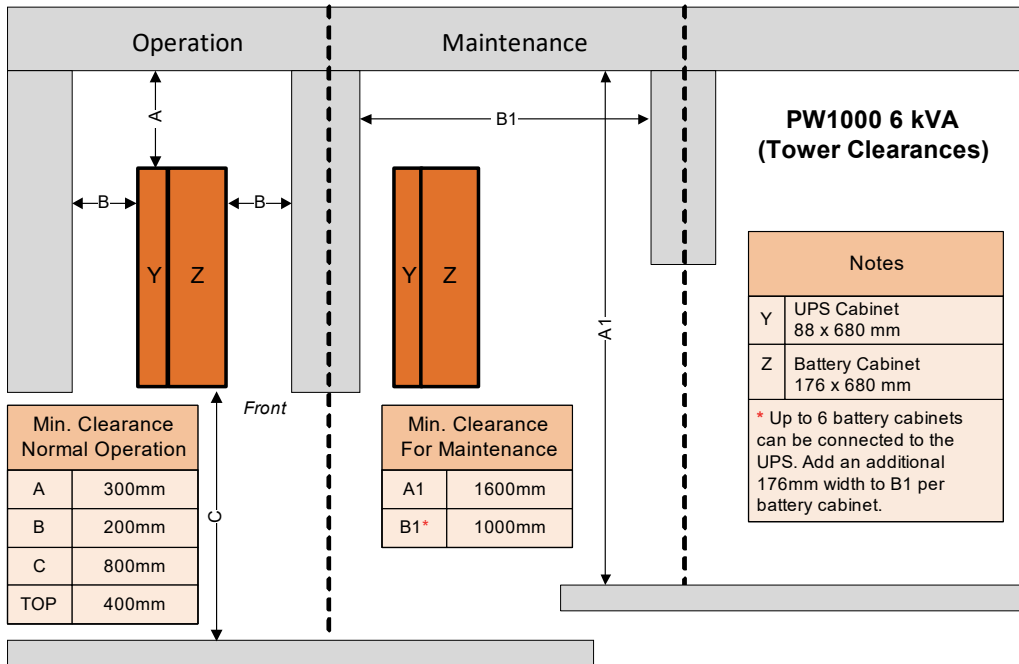 Operation
Maintenance
A
B1
PW1000 6 kVA
(Tower Clearances)
B
B
Y
Z
Y
Z
A1
Notes
Y
UPS Cabinet
88 x 680 mm
Z
Battery Cabinet
176 x 680 mm
* Up to 6 battery cabinets
can be connected to the
UPS. Add an additional
176mm width to B1 per
battery cabinet.
Front
C
Min. Clearance
Normal Operation
A 300mm
B 200mm
C 800mm
TOP 400mm
Min. Clearance
For Maintenance
A1 1600mm
B1* 1000mm